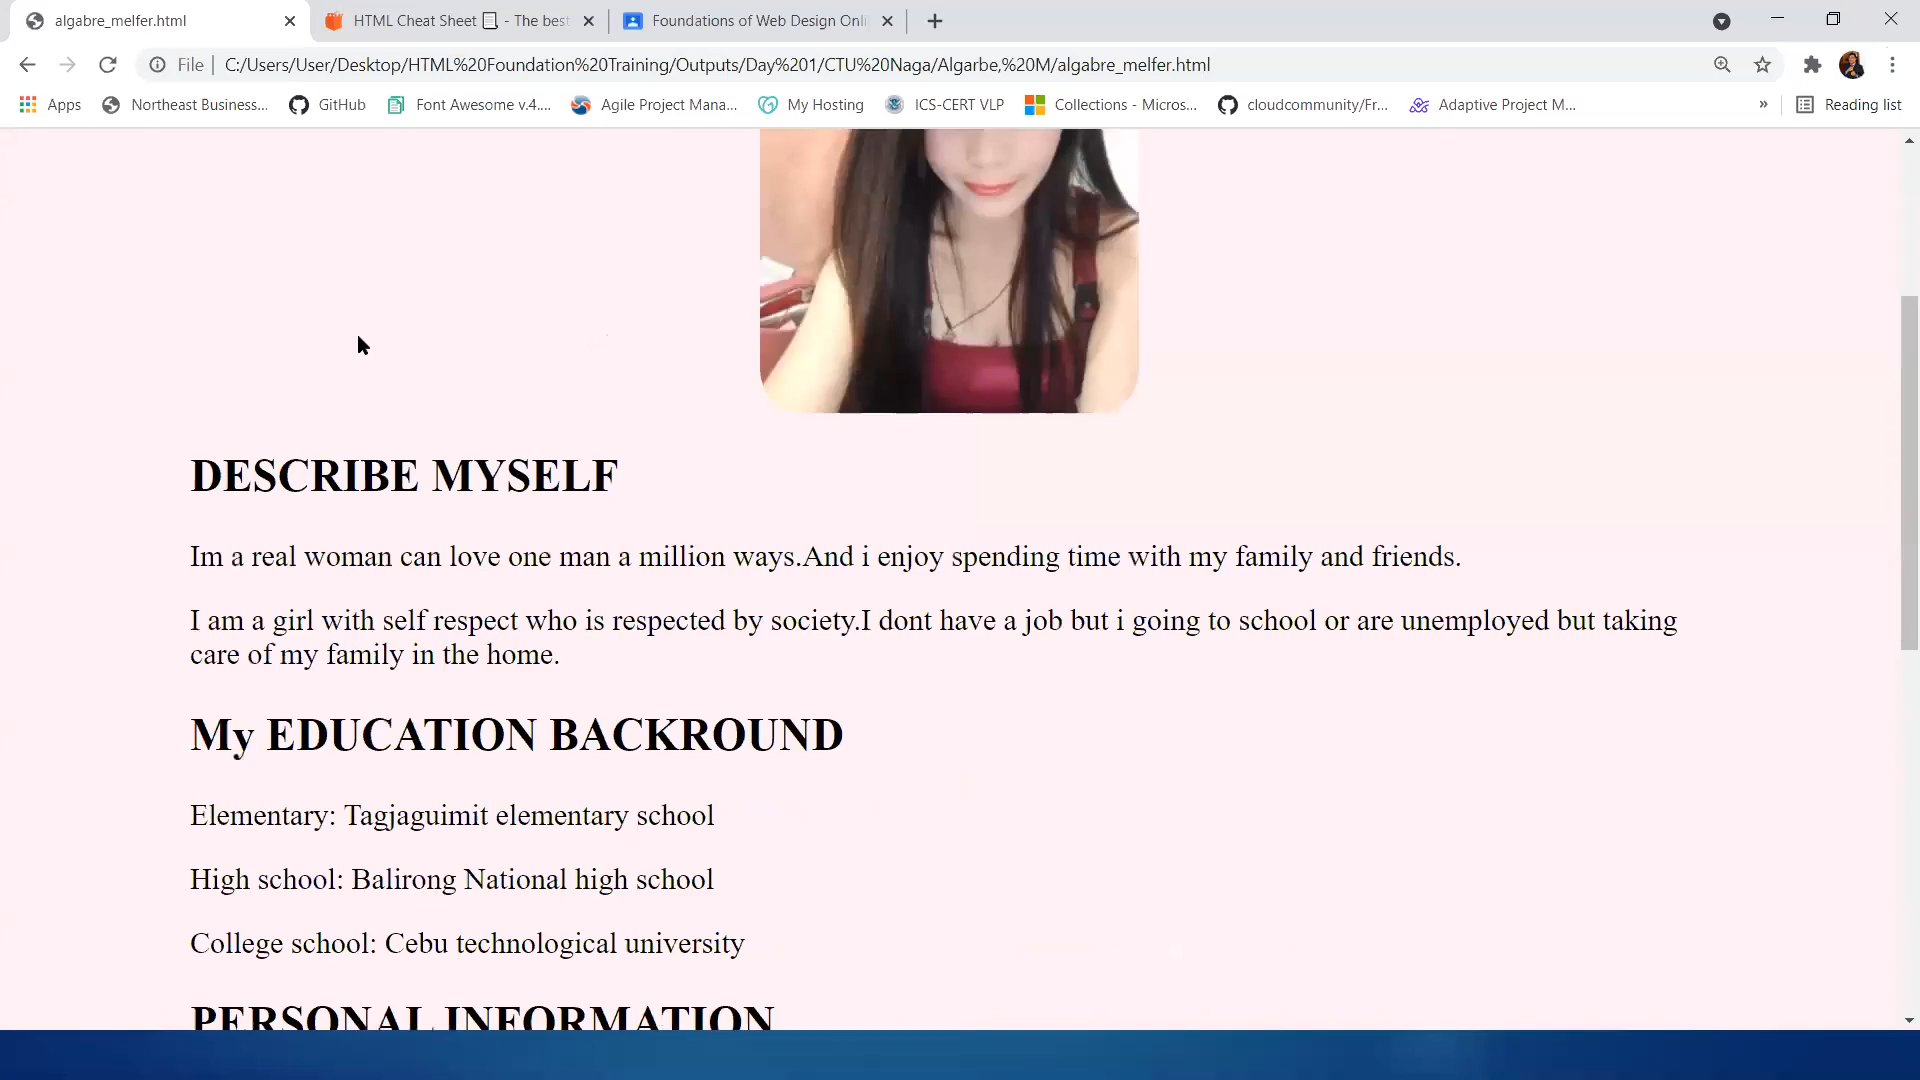 algabre_melfer.html
HTML Cheat Sheet - The best
Foundations of Web Design Onli
File
C:/Users/User/Desktop/HTML%20Foundation%20Training/Outputs/Day%201/CTU%20Naga/Algarbe,%20M/algabre_melfer.html
Apps
Northeast Business...
GitHub
Font Awesome v.4....
Agile Project Mana...
My Hosting
ICS-CERT VLP
Collections - Micros...
cloudcommunity/Fr...
Adaptive Project M...
»
Reading list
DESCRIBE MYSELF
Im a real woman can love one man a million ways.And i enjoy spending time with my family and friends.
I am a girl with self respect who is respected by society.I dont have a job but i going to school or are unemployed but taking
care of my family in the home.
My EDUCATION BACKROUND
Elementary: Tagjaguimit elementary school
High school: Balirong National high school
College school: Cebu technological university
PERSONAL INFORMATION